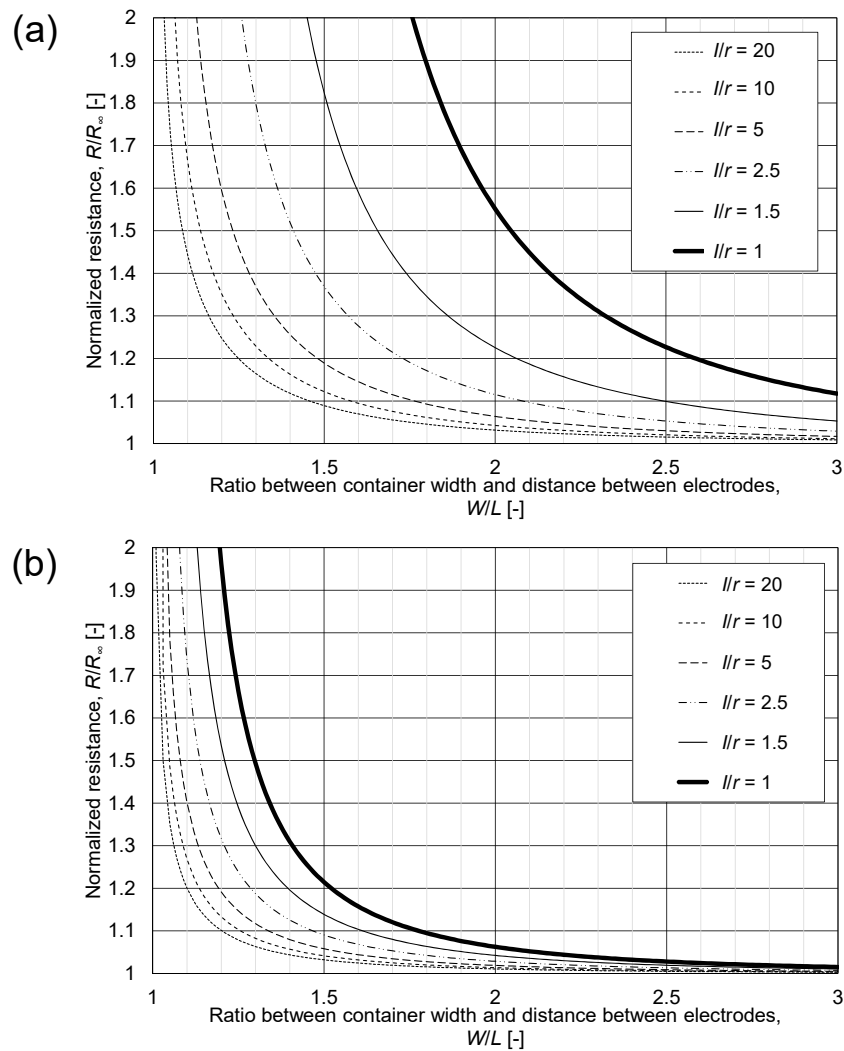 (a)
2
1.9
1.8
1.7
1.6
1.5
1.4
1.3
1.2
1.1
1
Normalized resistance, R/R∞ [-]
1
1.5
2
2.5
3
Ratio between container width and distance between electrodes,
W/L [-]
l/r = 20
l/r = 10
l/r = 5
l/r = 2.5
l/r = 1.5
l/r = 1
(b)
2
1.9
1.8
1.7
1.6
1.5
1.4
1.3
1.2
1.1
1
Normalized resistance, R/R∞ [-]
1
1.5
2
2.5
3
Ratio between container width and distance between electrodes,
W/L [-]
l/r = 20
l/r = 10
l/r = 5
l/r = 2.5
l/r = 1.5
l/r = 1